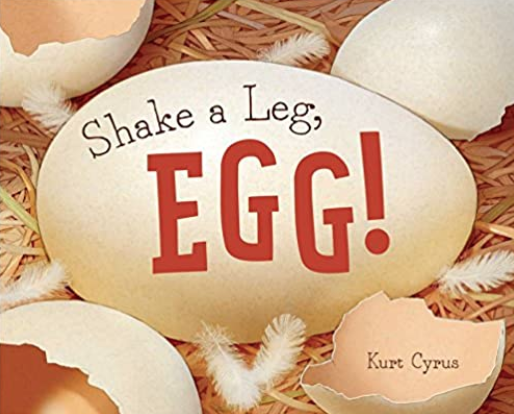 Shake a Leg,
EGG!
Kurt Cyrus